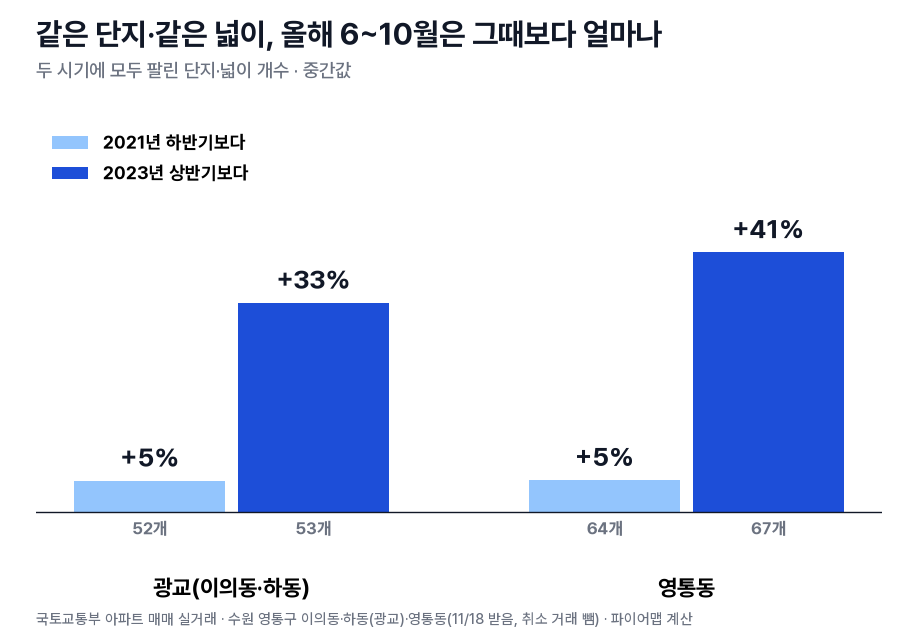 같은 단지·같은 넓이, 올해 6~10월은 그때보다 얼마나
두 시기에 모두 팔린 단지·넓이 개수 · 중간값
2021년 하반기보다
2023년 상반기보다
+5%
+33%
+5%
+41%
52개
53개
64개
67개
광교(이의동·하동)
영통동
국토교통부 아파트 매매 실거래 · 수원 영통구 이의동·하동(광교)·영통동(11/18 받음, 취소 거래 뺌) · 파이어맵 계산